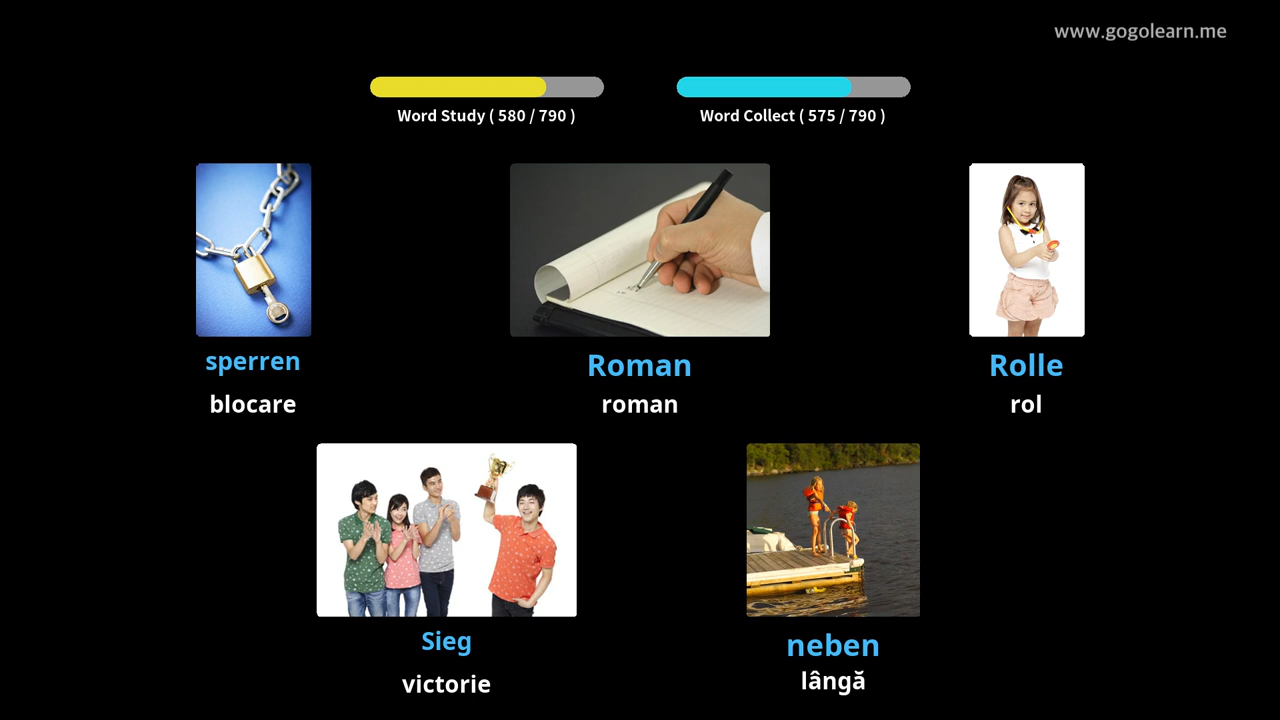 www.gogolearn.me
Word Study ( 580 / 790 )
Word Collect ( 575 / 790 )
sperren
blocare
Roman
roman
Rolle
rol
Sieg
victorie
neben
lângă